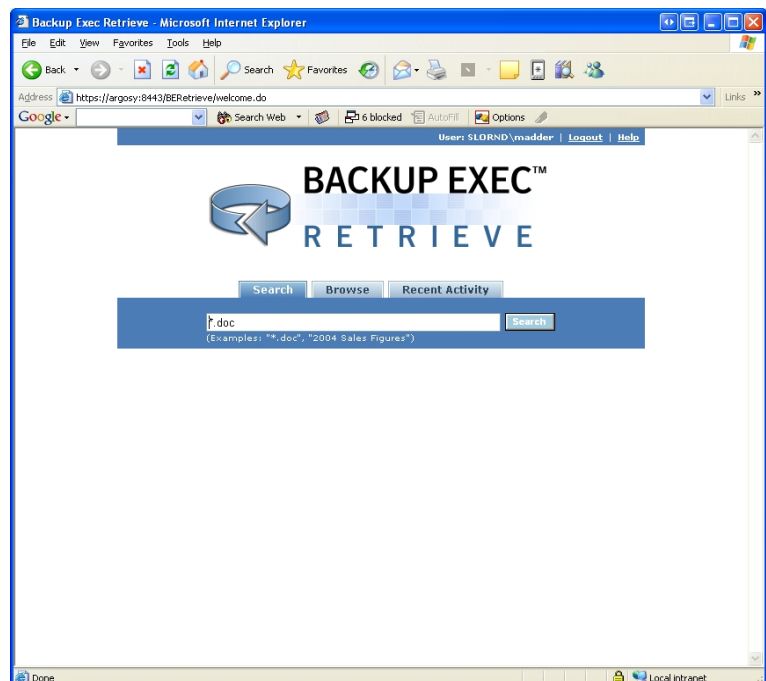 Backup Exec Retrieve - Microsoft Internet Explorer
File Edit View Favorites Tools Help
Back Search Favorites
Address https://argosy:8443/BERetrieve/welcome.do Links »
Google Search Web 6 blocked AutoFill Options
User: SLORND\madder | Logout | Help
BACKUP EXEC™
RETRIEVE
Search Browse Recent Activity
*.doc Search
(Examples: "*.doc", "2004 Sales Figures")
Done Local intranet